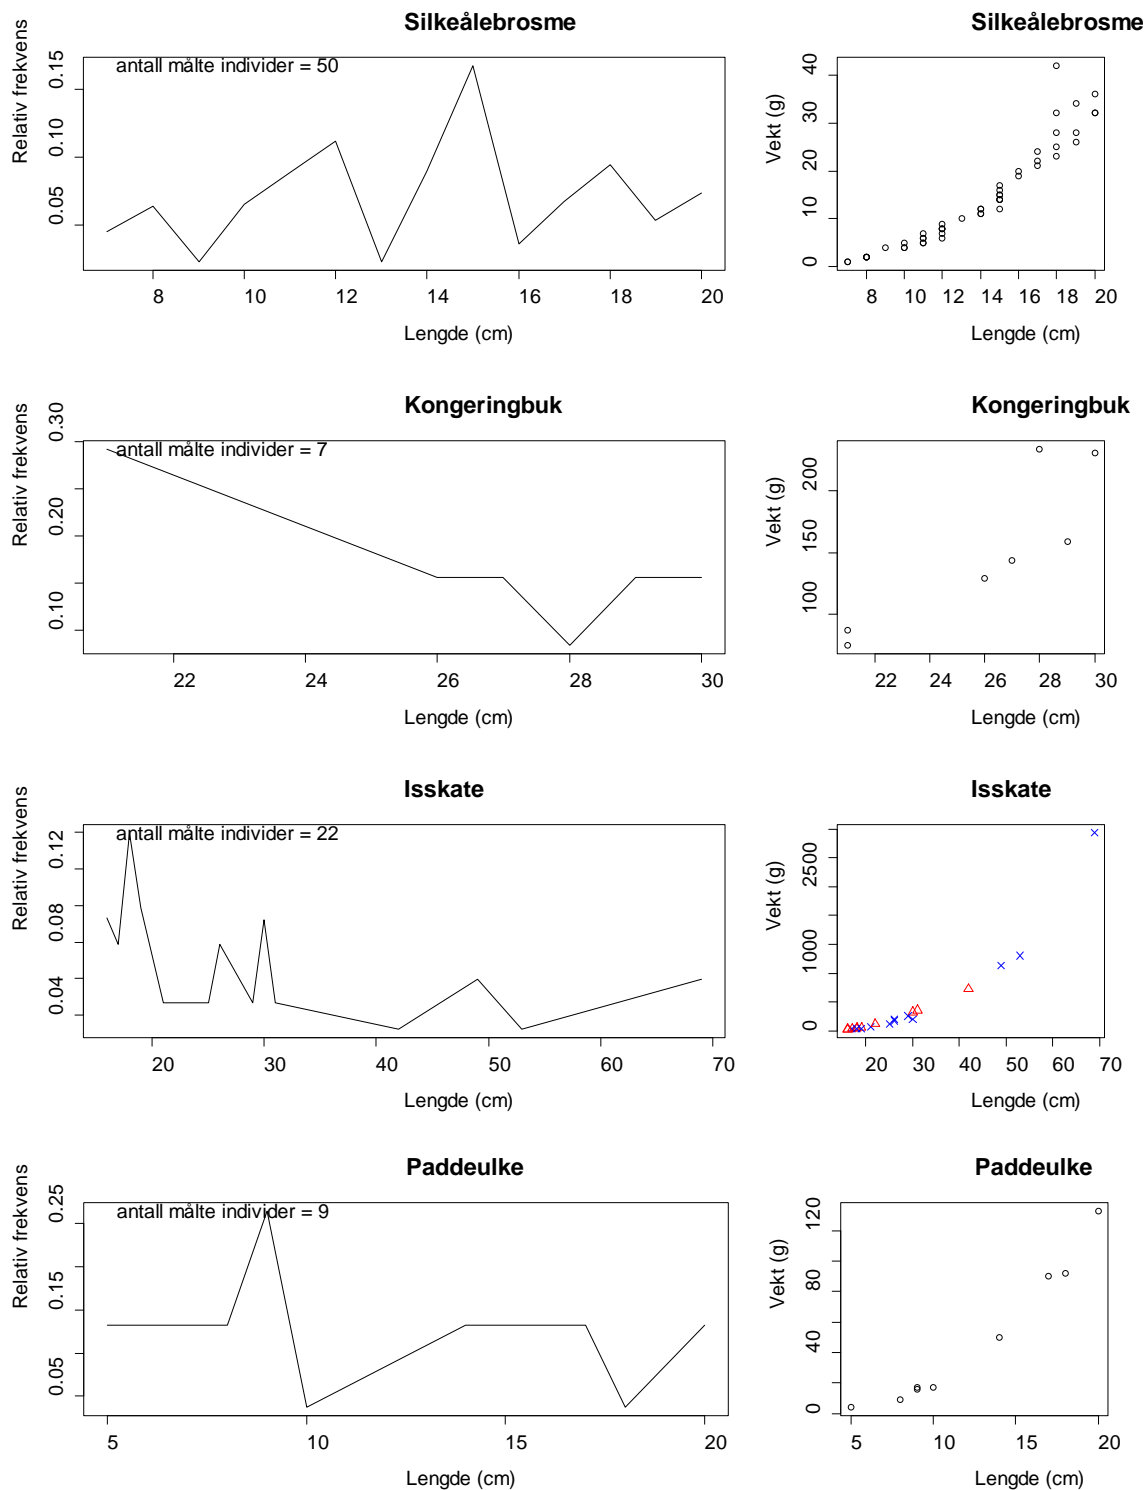 Silkeålebrosme
Relativ frekvens
0.05 0.10 0.15
antall målte individer = 50
8 10 12 14 16 18 20
Lengde (cm)
Silkeålebrosme
Vekt (g)
0 10 20 30 40
8 10 12 14 16 18 20
Lengde (cm)
Kongeringbuk
Relativ frekvens
0.10 0.20 0.30
antall målte individer = 7
22 24 26 28 30
Lengde (cm)
Kongeringbuk
Vekt (g)
100 150 200
22 24 26 28 30
Lengde (cm)
Isskate
Relativ frekvens
0.04 0.08 0.12
antall målte individer = 22
20 30 40 50 60 70
Lengde (cm)
Isskate
Vekt (g)
0 1000 2500
20 30 40 50 60 70
Lengde (cm)
Paddeulke
Relativ frekvens
0.05 0.15 0.25
antall målte individer = 9
5 10 15 20
Lengde (cm)
Paddeulke
Vekt (g)
0 40 80 120
5 10 15 20
Lengde (cm)